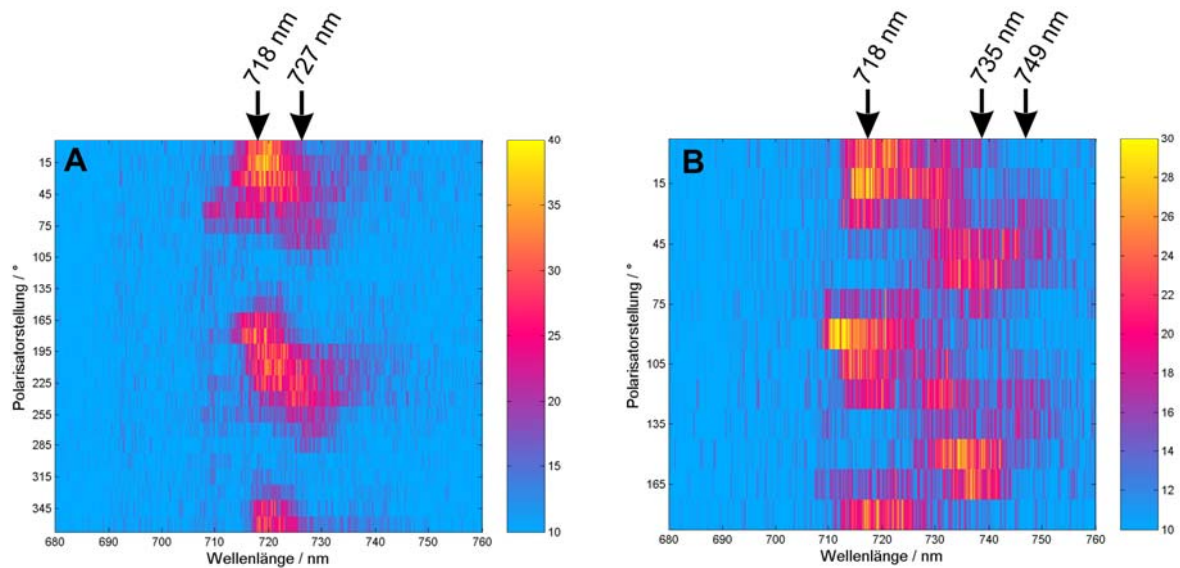 718 nm
727 nm
A
Polarisatorstellung / °
15
45
75
105
135
165
195
225
255
285
315
345
680 690 700 710 720 730 740 750 760
Wellenlänge / nm
40
35
30
25
20
15
10
718 nm
735 nm
749 nm
B
Polarisatorstellung / °
15
45
75
105
135
165
680 690 700 710 720 730 740 750 760
Wellenlänge / nm
30
28
26
24
22
20
18
16
14
12
10